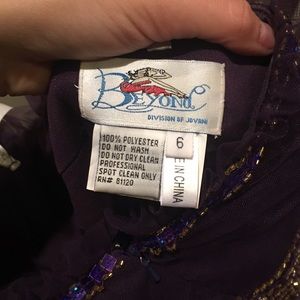 BEYOND
DIVISION OF JOVANI
100% POLYESTER
DO NOT WASH
DO NOT DRY CLEAN
PROFESSIONAL
SPOT CLEAN ONLY
RN# 81120
6
E IN CHINA